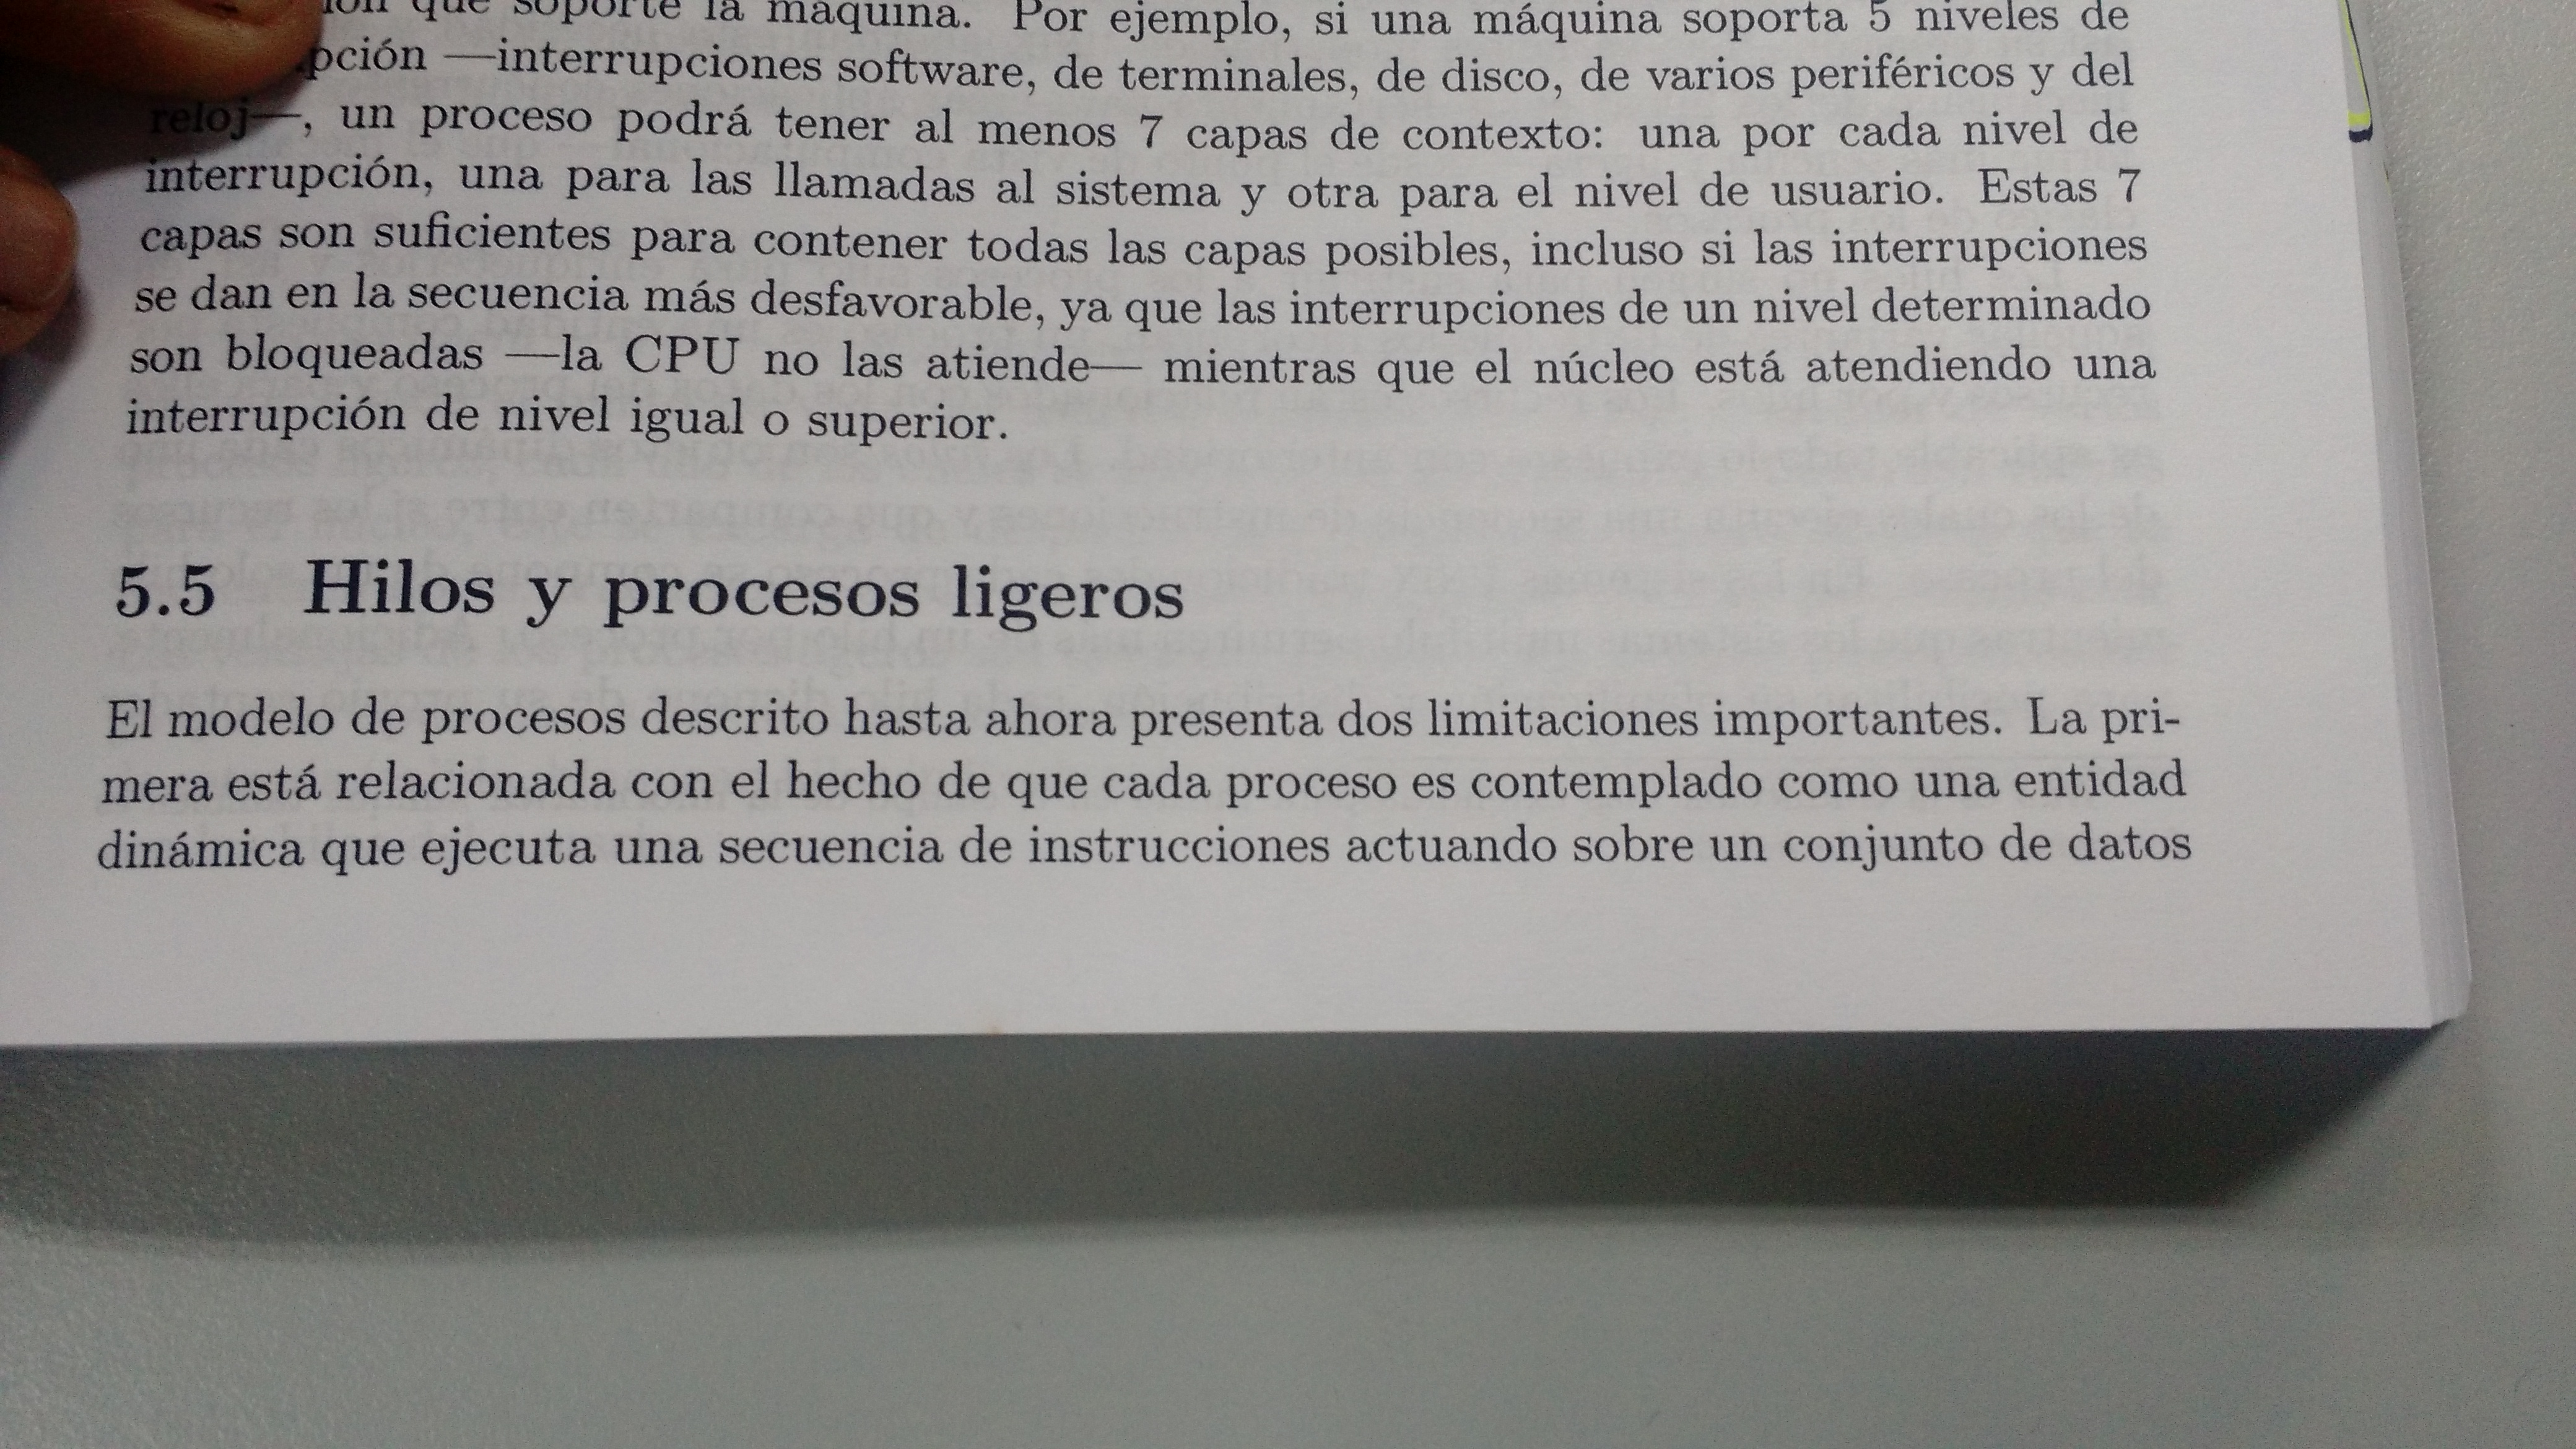 que soporte la máquina. Por ejemplo, si una máquina soporta 5 niveles de
pción —interrupciones software, de terminales, de disco, de varios periféricos y del
reloj—, un proceso podrá tener al menos 7 capas de contexto: una por cada nivel de
interrupción, una para las llamadas al sistema y otra para el nivel de usuario. Estas 7
capas son suficientes para contener todas las capas posibles, incluso si las interrupciones
se dan en la secuencia más desfavorable, ya que las interrupciones de un nivel determinado
son bloqueadas —la CPU no las atiende— mientras que el núcleo está atendiendo una
interrupción de nivel igual o superior.
5.5 Hilos y procesos ligeros
El modelo de procesos descrito hasta ahora presenta dos limitaciones importantes. La pri-
mera está relacionada con el hecho de que cada proceso es contemplado como una entidad
dinámica que ejecuta una secuencia de instrucciones actuando sobre un conjunto de datos